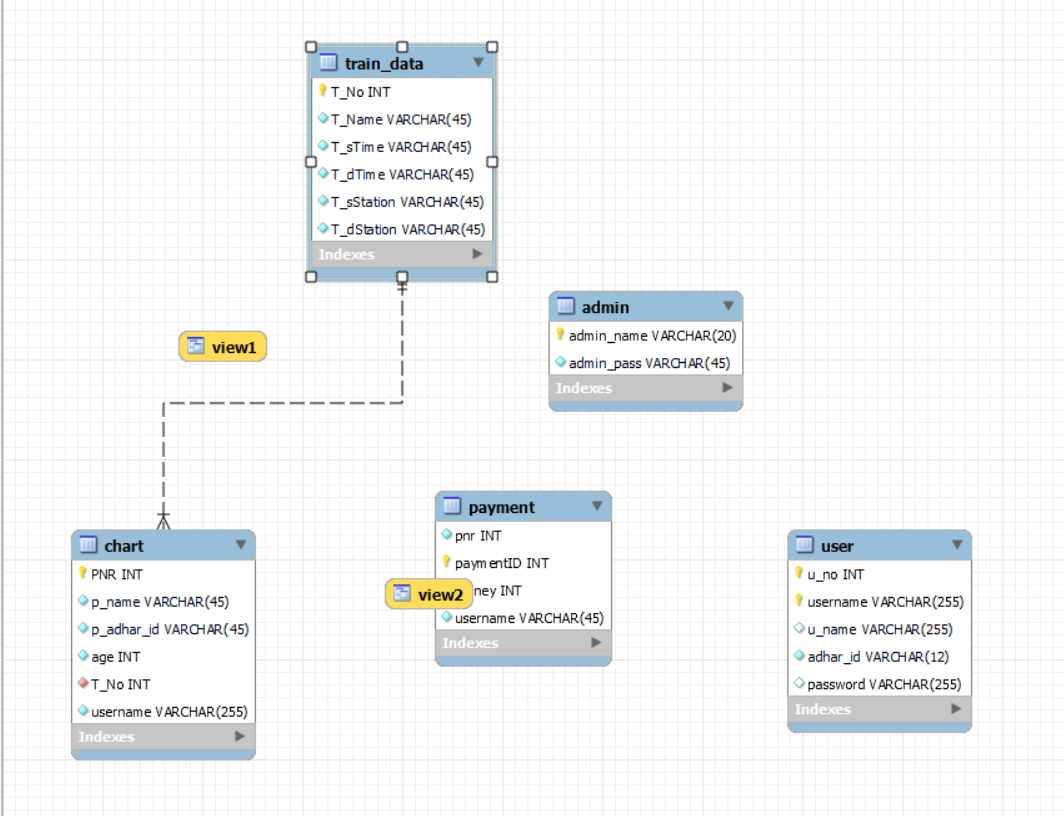 train_data
T_No INT
T_Name VARCHAR(45)
T_sTime VARCHAR(45)
T_dTime VARCHAR(45)
T_sStation VARCHAR(45)
T_dStation VARCHAR(45)
Indexes
admin
admin_name VARCHAR(20)
admin_pass VARCHAR(45)
Indexes
view1
chart
PNR INT
p_name VARCHAR(45)
p_adhar_id VARCHAR(45)
age INT
T_No INT
username VARCHAR(255)
Indexes
payment
pnr INT
paymentID INT
ney INT
view2
username VARCHAR(45)
Indexes
user
u_no INT
username VARCHAR(255)
u_name VARCHAR(255)
adhar_id VARCHAR(12)
password VARCHAR(255)
Indexes